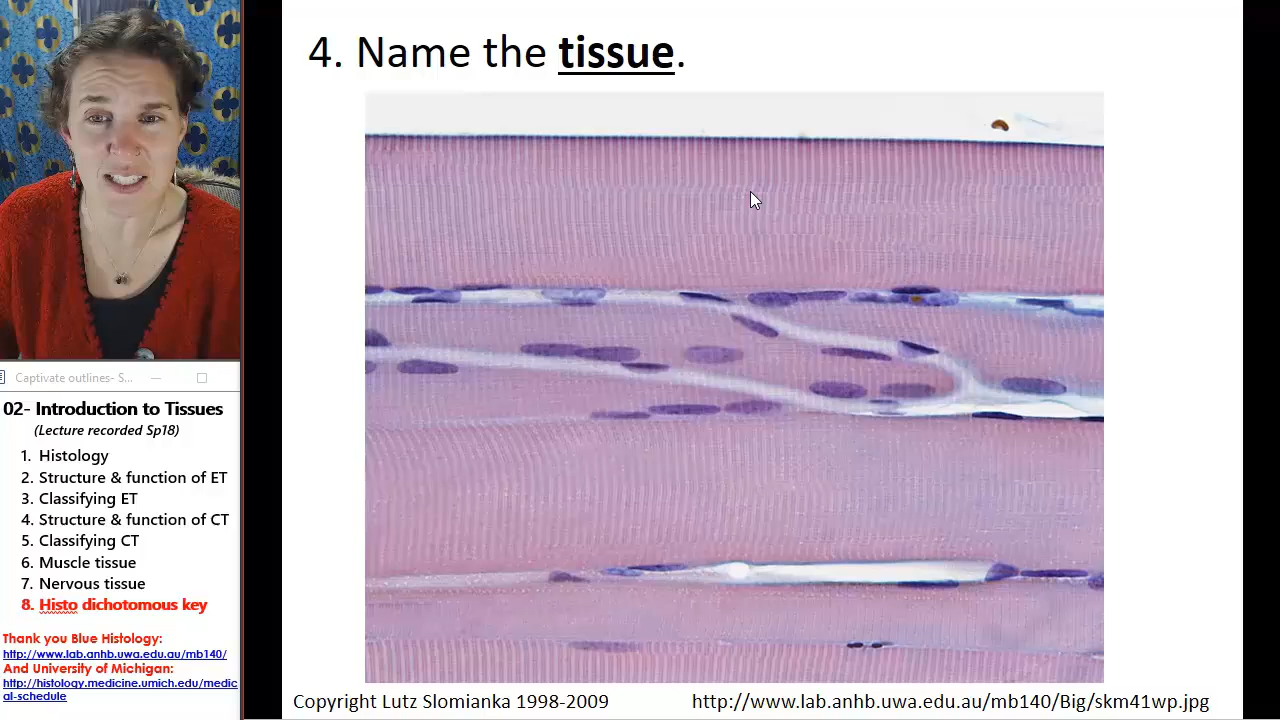 4. Name the tissue.
Captivate outlines- S...
02- Introduction to Tissues
(Lecture recorded Sp18)
1. Histology
2. Structure & function of ET
3. Classifying ET
4. Structure & function of CT
5. Classifying CT
6. Muscle tissue
7. Nervous tissue
8. Histo dichotomous key
Thank you Blue Histology:
http://www.lab.anhb.uwa.edu.au/mb140/
And University of Michigan:
http://histology.medicine.umich.edu/medic
al-schedule
Copyright Lutz Slomianka 1998-2009
http://www.lab.anhb.uwa.edu.au/mb140/Big/skm41wp.jpg